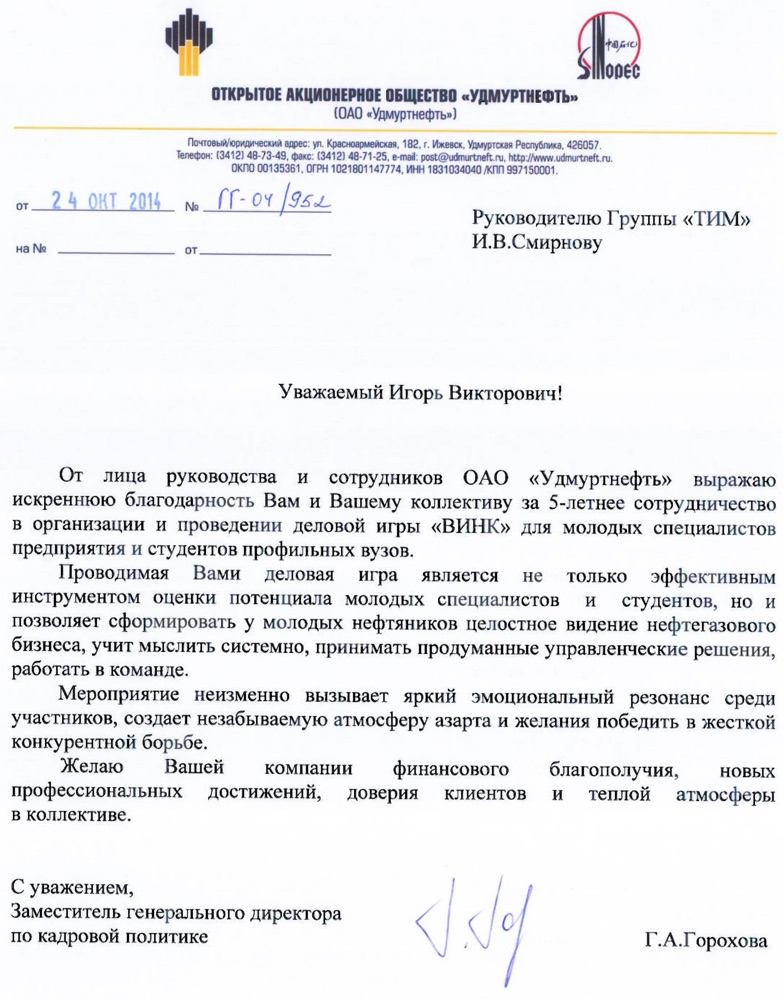 SINOPEC
ОТКРЫТОЕ АКЦИОНЕРНОЕ ОБЩЕСТВО «УДМУРТНЕФТЬ»
(ОАО «Удмуртнефть»)
Почтовый/юридический адрес: ул. Красноармейская, 182, г. Ижевск, Удмуртская Республика, 426057.
Телефон: (3412) 48-73-49, факс: (3412) 48-71-25, e-mail: post@udmurtneft.ru, http://www.udmurtneft.ru.
ОКПО 00135361, ОГРН 1021801147774, ИНН 1831034040 /КПП 997150001.
от 24 ОКТ 2014 № ГГ-04/952
на № от
Руководителю Группы «ТИМ»
И.В.Смирнову
Уважаемый Игорь Викторович!
От лица руководства и сотрудников ОАО «Удмуртнефть» выражаю
искреннюю благодарность Вам и Вашему коллективу за 5-летнее сотрудничество
в организации и проведении деловой игры «ВИНК» для молодых специалистов
предприятия и студентов профильных вузов.
Проводимая Вами деловая игра является не только эффективным
инструментом оценки потенциала молодых специалистов и студентов, но и
позволяет сформировать у молодых нефтяников целостное видение нефтегазового
бизнеса, учит мыслить системно, принимать продуманные управленческие решения,
работать в команде.
Мероприятие неизменно вызывает яркий эмоциональный резонанс среди
участников, создает незабываемую атмосферу азарта и желания победить в жесткой
конкурентной борьбе.
Желаю Вашей компании финансового благополучия, новых
профессиональных достижений, доверия клиентов и теплой атмосферы
в коллективе.
С уважением,
Заместитель генерального директора
по кадровой политике
Г.А.Горохова